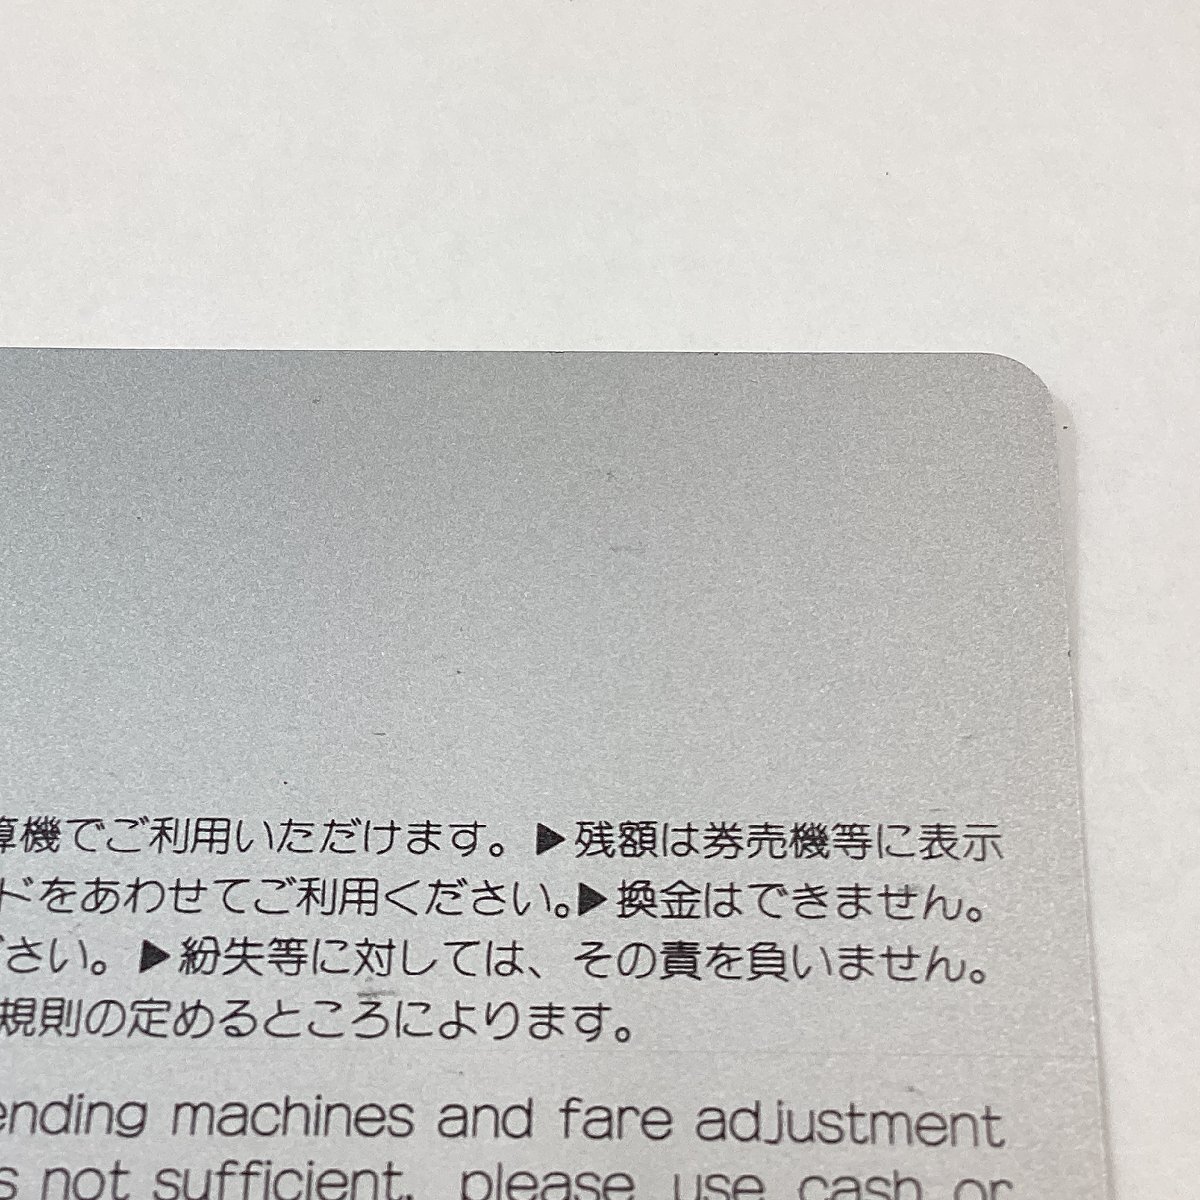 算機でご利用いただけます。▶残額は券売機等に表示
ドをあわせてご利用ください。▶換金はできません。
ださい。▶紛失等に対しては、その責を負いません。
規則の定めるところによります。
ending machines and fare adjustment
s not sufficient, please use cash or